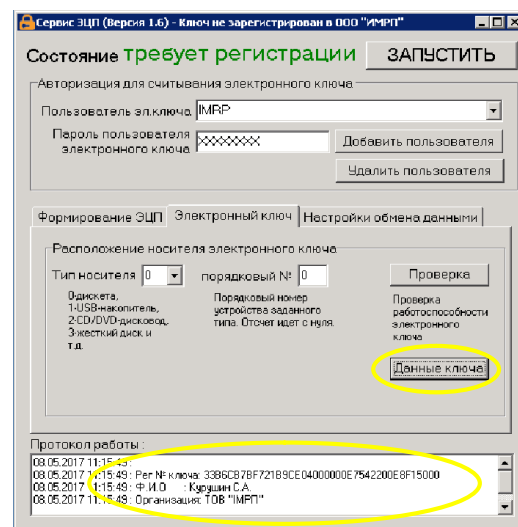 Сервис ЭЦП (Версия 1.6) - Ключ не зарегистрирован в ООО "ИМРП"
Состояние требует регистрации ЗАПУСТИТЬ
Авторизация для считывания электронного ключа
Пользователь эл.ключа IMRP
Пароль пользователя электронного ключа XXXXXXXX Добавить пользователя
Удалить пользователя
Формирование ЭЦП Электронный ключ Настройки обмена данными
Расположение носителя электронного ключа
Тип носителя 0 порядковый № 0 Проверка
0-дискета,
1-USB-накопитель,
2-CD/DVD-дисковод,
3-жесткий диск и
т.д.
Порядковый номер
устройства заданного
типа. Отсчет идет с нуля.
Проверка
работоспособности
электронного
ключа
Данные ключа
Протокол работы :
08.05.2017 11:15:49 :
08.05.2017 11:15:49 : Рег № ключа: 33B6CB7BF721B9CE04000000E7542200E8F15000
08.05.2017 11:15:49 : Ф.И.О : Курушин С.А.
08.05.2017 11:15:49 : Организация: ТОВ "ІМРП"